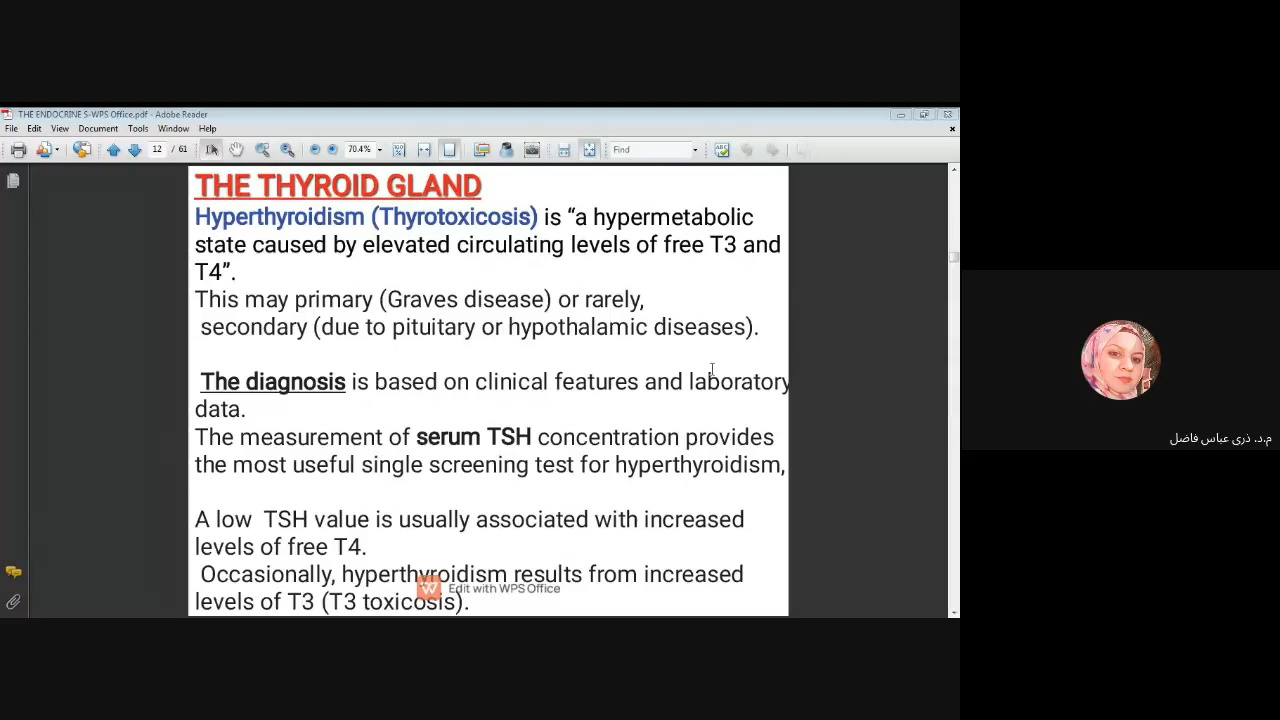 THE ENDOCRINE S-WPS Office.pdf - Adobe Reader
File Edit View Document Tools Window Help
12 / 61 70.4% Find
THE THYROID GLAND
Hyperthyroidism (Thyrotoxicosis) is “a hypermetabolic
state caused by elevated circulating levels of free T3 and
T4”.
This may primary (Graves disease) or rarely,
secondary (due to pituitary or hypothalamic diseases).
The diagnosis is based on clinical features and laboratory
data.
The measurement of serum TSH concentration provides
the most useful single screening test for hyperthyroidism,
A low TSH value is usually associated with increased
levels of free T4.
Occasionally, hyperthyroidism results from increased
Edit with WPS Office
levels of T3 (T3 toxicosis).
م.د. ذرى عباس فاضل